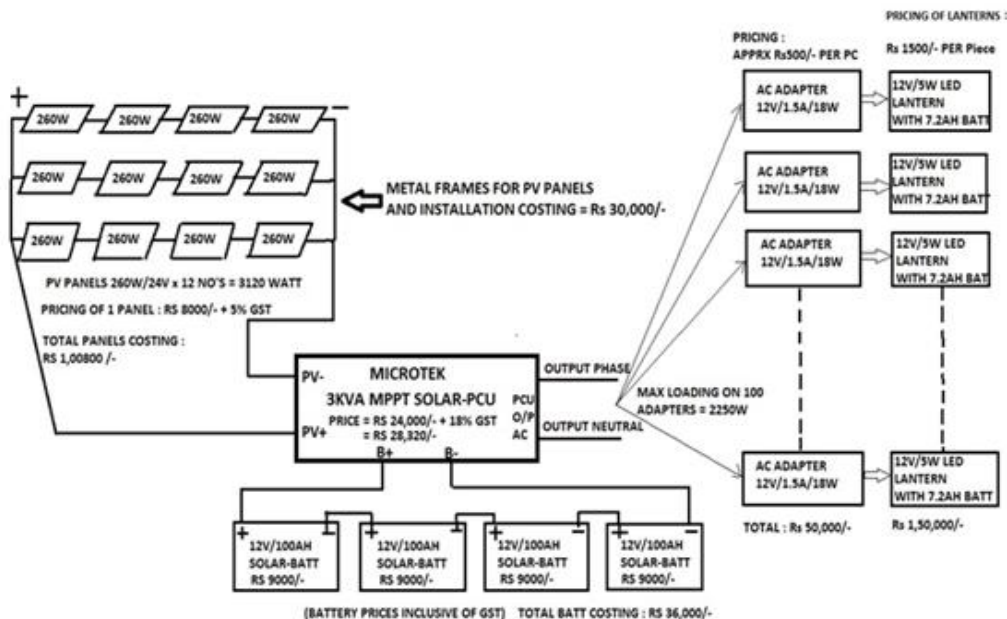 PRICING OF LANTERNS :
PRICING :
APPRX Rs500/- PER PC
Rs 1500/- PER Piece
+
−
260W
260W
260W
260W
260W
260W
260W
260W
260W
260W
260W
260W
METAL FRAMES FOR PV PANELS
AND INSTALLATION COSTING = Rs 30,000/-
PV PANELS 260W/24V x 12 NO'S = 3120 WATT
PRICING OF 1 PANEL : RS 8000/- + 5% GST
TOTAL PANELS COSTING :
RS 1,00800 /-
AC ADAPTER
12V/1.5A/18W
12V/5W LED
LANTERN
WITH 7.2AH BATT
AC ADAPTER
12V/1.5A/18W
12V/5W LED
LANTERN
WITH 7.2AH BATT
AC ADAPTER
12V/1.5A/18W
12V/5W LED
LANTERN
WITH 7.2AH BAT
PV-
PV+
MICROTEK
3KVA MPPT SOLAR-PCU
PRICE = RS 24,000/- + 18% GST
= RS 28,320/-
B+
B-
PCU
O/P
AC
OUTPUT PHASE
OUTPUT NEUTRAL
MAX LOADING ON 100
ADAPTERS = 2250W
AC ADAPTER
12V/1.5A/18W
12V/5W LED
LANTERN
WITH 7.2AH BATT
TOTAL : Rs 50,000/-
Rs 1,50,000/-
+
−
12V/100AH
SOLAR-BATT
RS 9000/-
+
−
12V/100AH
SOLAR-BATT
RS 9000/-
+
−
12V/100AH
SOLAR-BATT
RS 9000/-
+
−
12V/100AH
SOLAR-BATT
RS 9000/-
(BATTERY PRICES INCLUSIVE OF GST) TOTAL BATT COSTING : RS 36,000/-